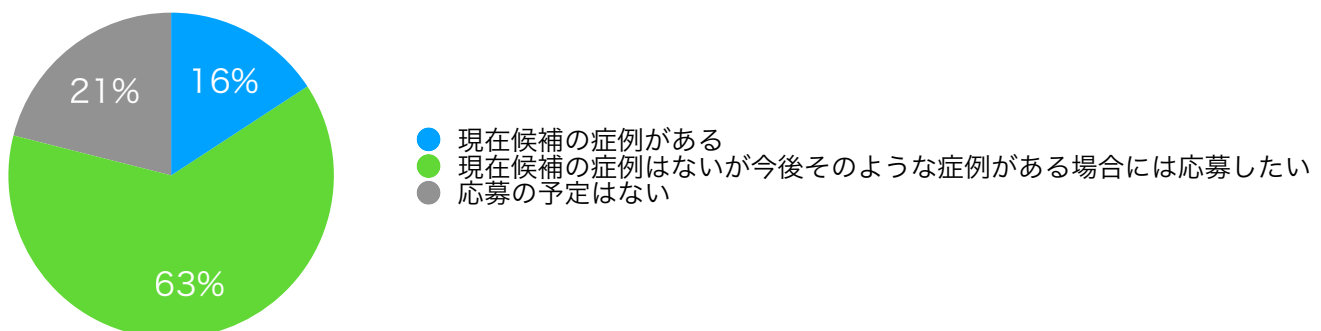 16%
21%
63%
現在候補の症例がある
現在候補の症例はないが今後そのような症例がある場合には応募したい
応募の予定はない